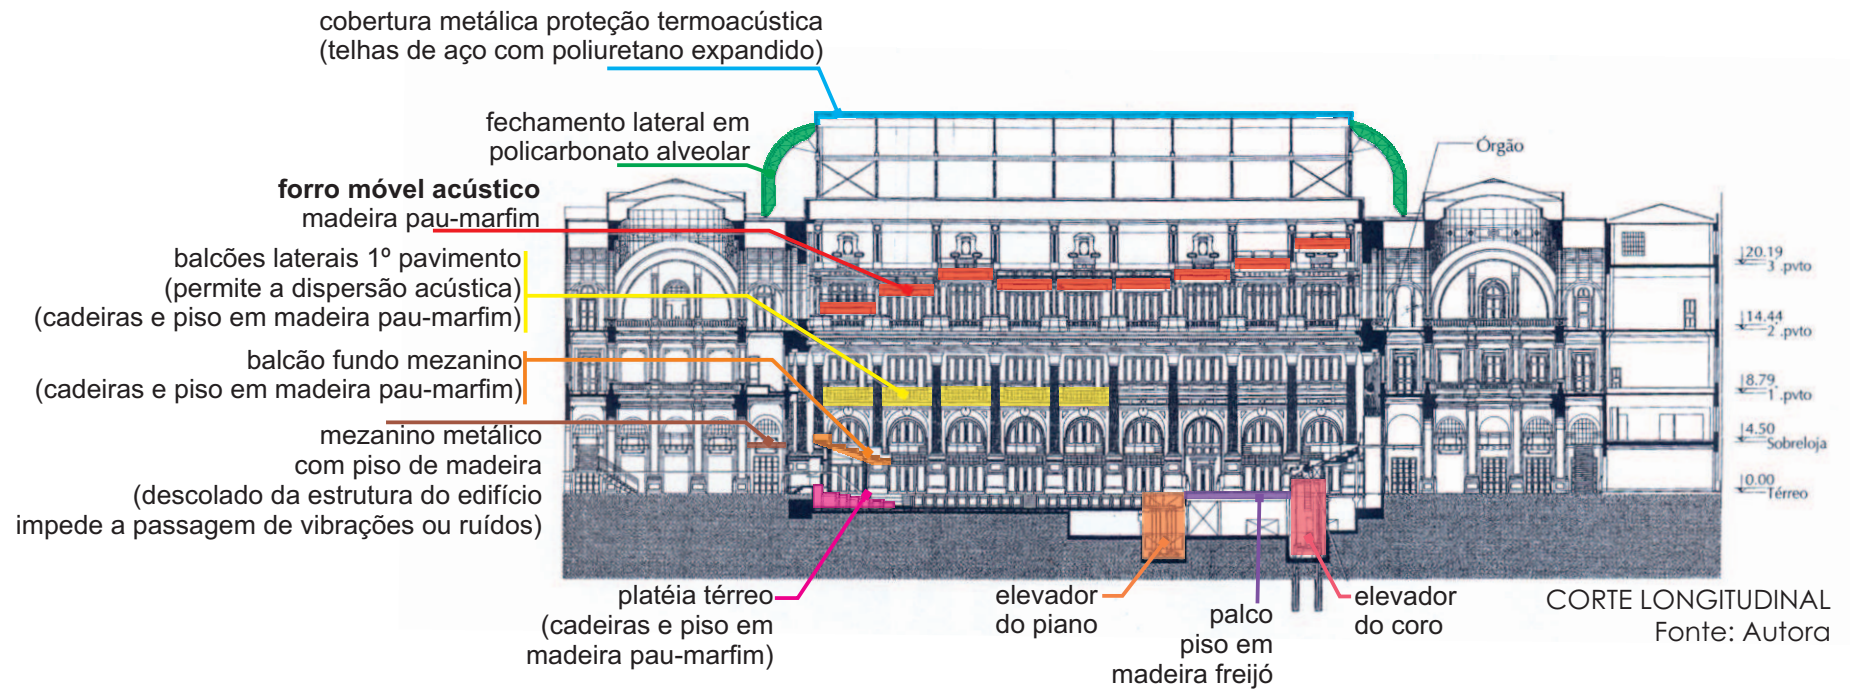 cobertura metálica proteção termoacústica
(telhas de aço com poliuretano expandido)
fechamento lateral em
policarbonato alveolar
forro móvel acústico
madeira pau-marfim
balcões laterais 1º pavimento
(permite a dispersão acústica)
(cadeiras e piso em madeira pau-marfim)
balcão fundo mezanino
(cadeiras e piso em madeira pau-marfim)
mezanino metálico
com piso de madeira
(descolado da estrutura do edifício
impede a passagem de vibrações ou ruídos)
platéia térreo
(cadeiras e piso em
madeira pau-marfim)
elevador
do piano
palco
piso em
madeira freijó
elevador
do coro
Órgão
20.19
3 .pvto
14.44
2 .pvto
8.79
1 .pvto
4.50
Sobreloja
0.00
Térreo
CORTE LONGITUDINAL
Fonte: Autora